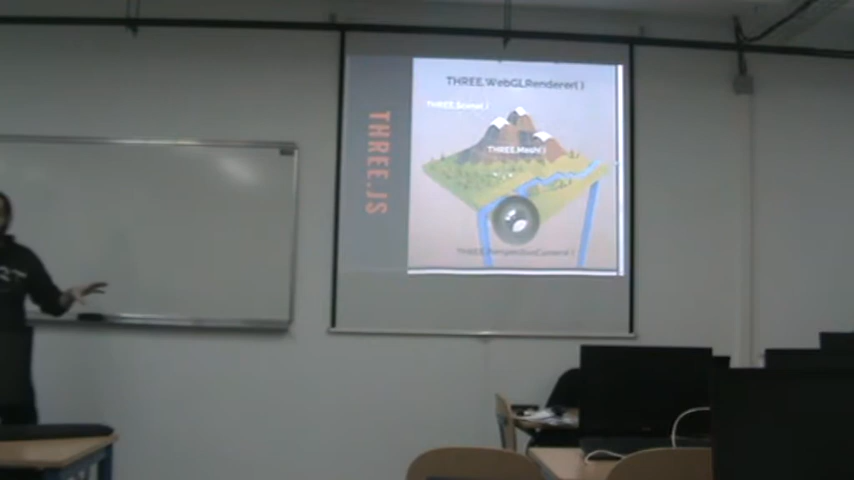 THREE.JS
THREE.WebGLRenderer( )
THREE.Scene( )
THREE.Mesh( )
THREE.PerspectiveCamera( )